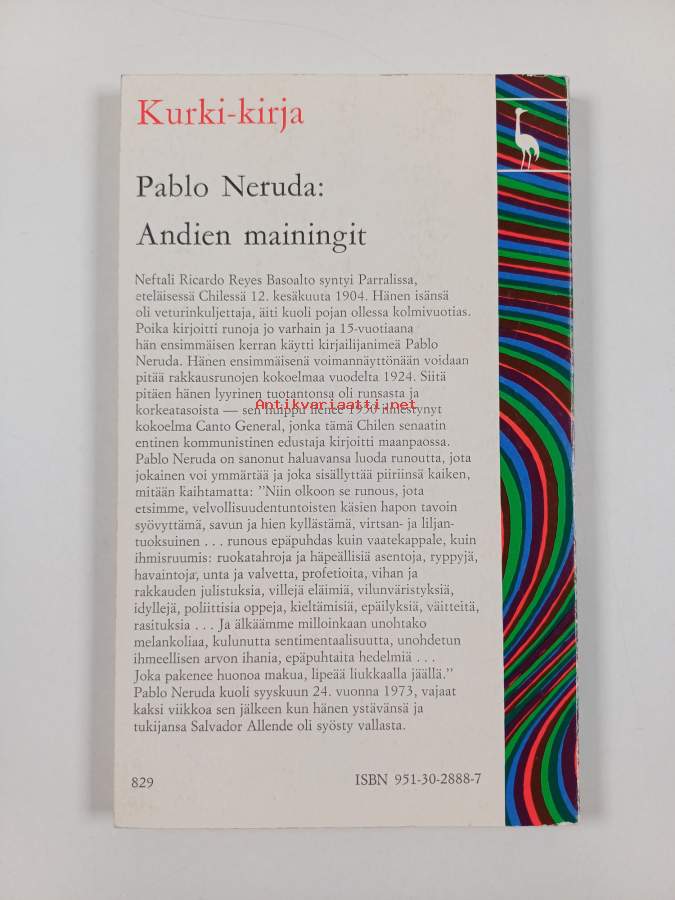 Kurki-kirja
Pablo Neruda:
Andien mainingit
Neftali Ricardo Reyes Basoalto syntyi Parralissa,
eteläisessä Chilessä 12. kesäkuuta 1904. Hänen isänsä
oli veturinkuljettaja, äiti kuoli pojan ollessa kolmivuotias.
Poika kirjoitti runoja jo varhain ja 15-vuotiaana
hän ensimmäisen kerran käytti kirjailijanimeä Pablo
Neruda. Hänen ensimmäisenä voimannäyttönään voidaan
pitää rakkausrunojen kokoelmaa vuodelta 1924. Siitä
pitäen hänen lyyrinen tuotantonsa oli runsasta ja
Antikvariaatti.net
korkeatasoista — sen huippu lienee 1950 ilmestynyt
kokoelma Canto General, jonka tämä Chilen senaatin
entinen kommunistinen edustaja kirjoitti maanpaossa.
Pablo Neruda on sanonut haluavansa luoda runoutta, jota
jokainen voi ymmärtää ja joka sisällyttää piiriinsä kaiken,
mitään kaihtamatta: ”Niin olkoon se runous, jota
etsimme, velvollisuudentuntoisten käsien hapon tavoin
syövyttämä, savun ja hien kyllästämä, virtsan- ja liljan-
tuoksuinen . . . runous epäpuhdas kuin vaatekappale, kuin
ihmisruumis: ruokatahroja ja häpeällisiä asentoja, ryppyjä,
havaintoja, unta ja valvetta, profetioita, vihan ja
rakkauden julistuksia, villejä eläimiä, vilunväristyksiä,
idyllejä, poliittisia oppeja, kieltämisiä, epäilyksiä, väitteitä,
rasituksia . . . Ja älkäämme milloinkaan unohtako
melankoliaa, kulunutta sentimentaalisuutta, unohdetun
ihmeellisen arvon ihania, epäpuhtaita hedelmiä . . .
Joka pakenee huonoa makua, lipeää liukkaalla jäällä.”
Pablo Neruda kuoli syyskuun 24. vuonna 1973, vajaat
kaksi viikkoa sen jälkeen kun hänen ystävänsä ja
tukijansa Salvador Allende oli syösty vallasta.
829
ISBN 951-30-2888-7